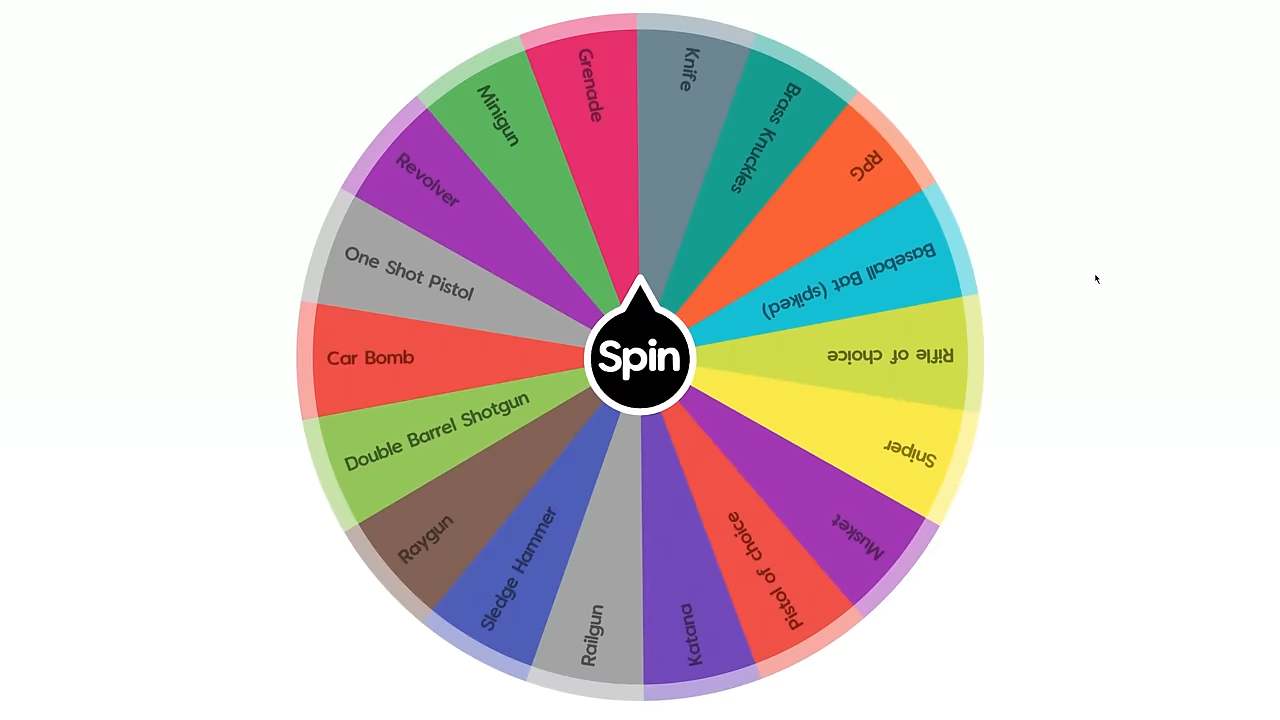 Knife
Brass Knuckles
RPG
Baseball Bat (spiked)
Rifle of choice
Sniper
Musket
Pistol of choice
Katana
Railgun
Sledge Hammer
Raygun
Double Barrel Shotgun
Car Bomb
One Shot Pistol
Revolver
Minigun
Grenade
Spin